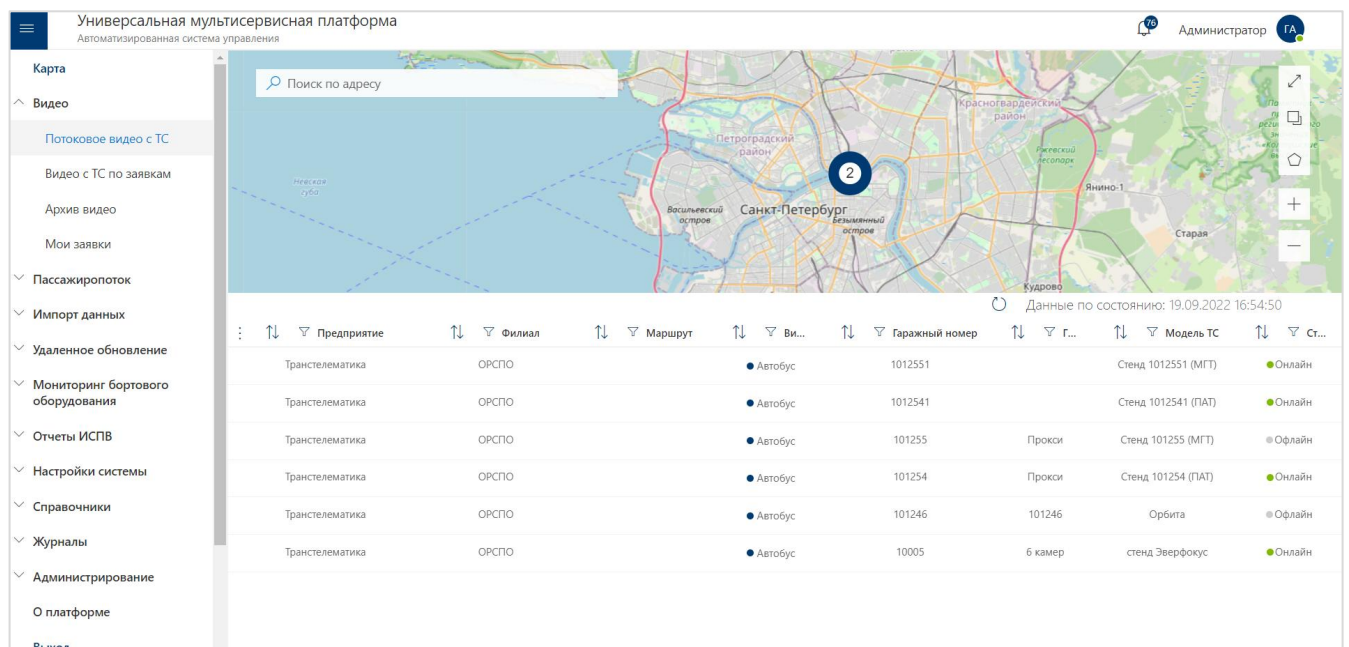 Универсальная мультисервисная платформа
Автоматизированная система управления
76
Администратор
ГА
Карта
Видео
Потоковое видео с ТС
Видео с ТС по заявкам
Архив видео
Мои заявки
Пассажиропоток
Импорт данных
Удаленное обновление
Мониторинг бортового
оборудования
Отчеты ИСПВ
Настройки системы
Справочники
Журналы
Администрирование
О платформе
Выход
Поиск по адресу
Красногвардейский
район
Петроградский
район
Ржевский
лесопарк
Невская
губа
2
Янино-1
Васильевский
остров
Санкт-Петербург
Безымянный
остров
Старая
Кудрово
Данные по состоянию: 19.09.2022 16:54:50
Предприятие Филиал Маршрут Ви... Гаражный номер Г... Модель ТС Ст...
Транстелематика ОРСПО Автобус 1012551 Стенд 1012551 (МГТ) Онлайн
Транстелематика ОРСПО Автобус 1012541 Стенд 1012541 (ПАТ) Онлайн
Транстелематика ОРСПО Автобус 101255 Прокси Стенд 101255 (МГТ) Офлайн
Транстелематика ОРСПО Автобус 101254 Прокси Стенд 101254 (ПАТ) Онлайн
Транстелематика ОРСПО Автобус 101246 101246 Орбита Офлайн
Транстелематика ОРСПО Автобус 10005 6 камер стенд Эверфокус Онлайн